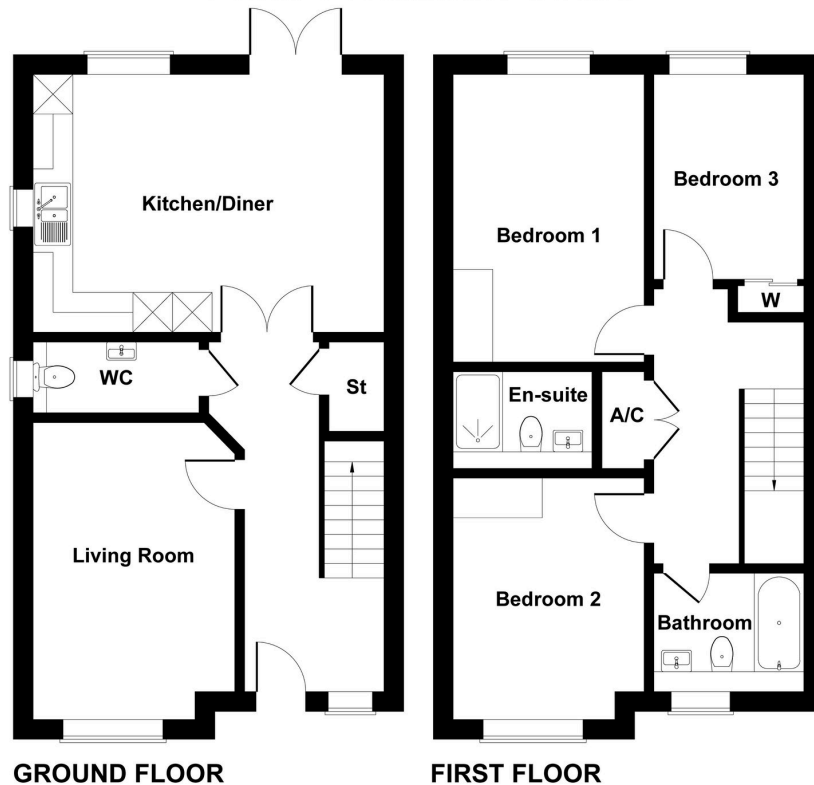 Kitchen/Diner
WC
St
Living Room
GROUND FLOOR
Bedroom 1
Bedroom 3
W
En-suite
A/C
Bedroom 2
Bathroom
FIRST FLOOR